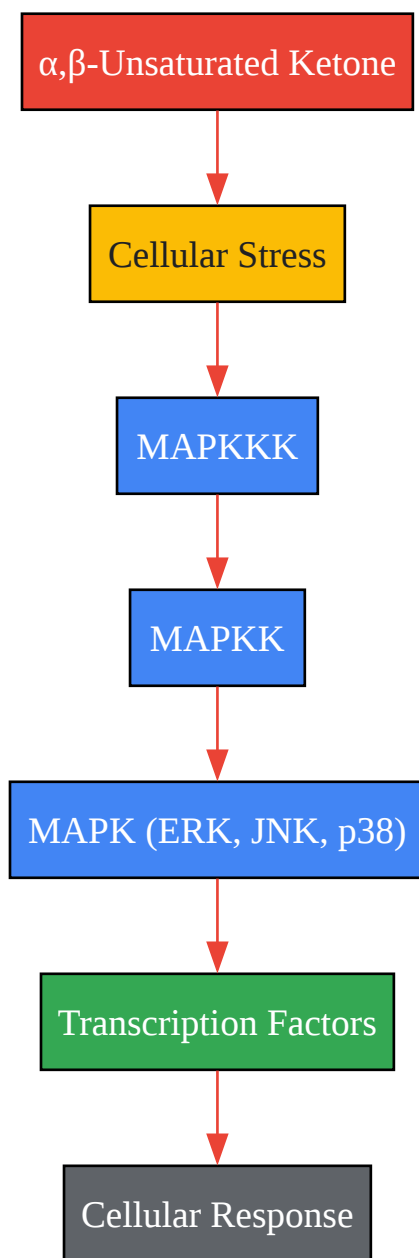 α,β-Unsaturated Ketone
Cellular Stress
MAPKKK
MAPKK
MAPK (ERK, JNK, p38)
Transcription Factors
Cellular Response